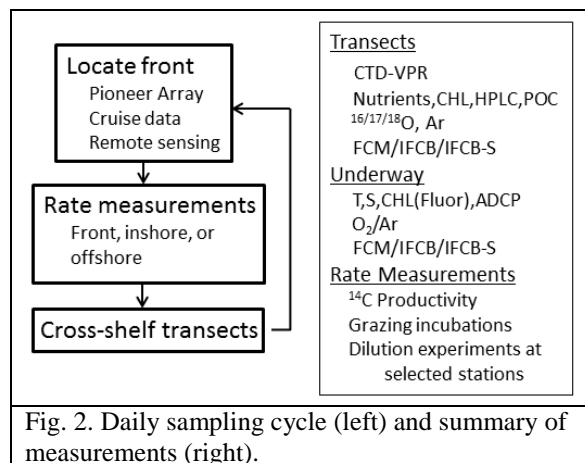 Locate front
Pioneer Array
Cruise data
Remote sensing
Rate measurements
Front, inshore, or
offshore
Cross-shelf transects
Transects
CTD-VPR
Nutrients,CHL,HPLC,POC
16/17/18O, Ar
FCM/IFCB/IFCB-S
Underway
T,S,CHL(Fluor),ADCP
O2/Ar
FCM/IFCB/IFCB-S
Rate Measurements
14C Productivity
Grazing incubations
Dilution experiments at
selected stations
Fig. 2. Daily sampling cycle (left) and summary of
measurements (right).